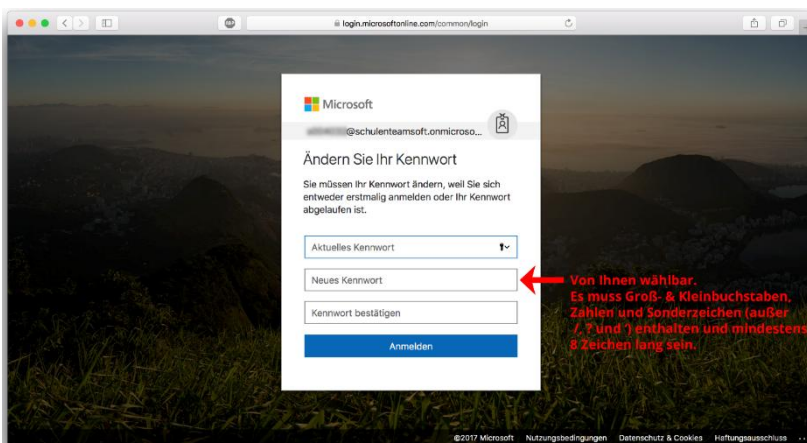 login.microsoftonline.com/common/login
Microsoft
@schulenteamsoft.onmicroso...
Ändern Sie Ihr Kennwort
Sie müssen Ihr Kennwort ändern, weil Sie sich
entweder erstmalig anmelden oder Ihr Kennwort
abgelaufen ist.
Aktuelles Kennwort
Neues Kennwort
Kennwort bestätigen
Anmelden
Von Ihnen wählbar.
Es muss Groß- & Kleinbuchstaben,
Zahlen und Sonderzeichen (außer
/, ? und ') enthalten und mindestens
8 Zeichen lang sein.
©2017 Microsoft Nutzungsbedingungen Datenschutz & Cookies Haftungsausschluss